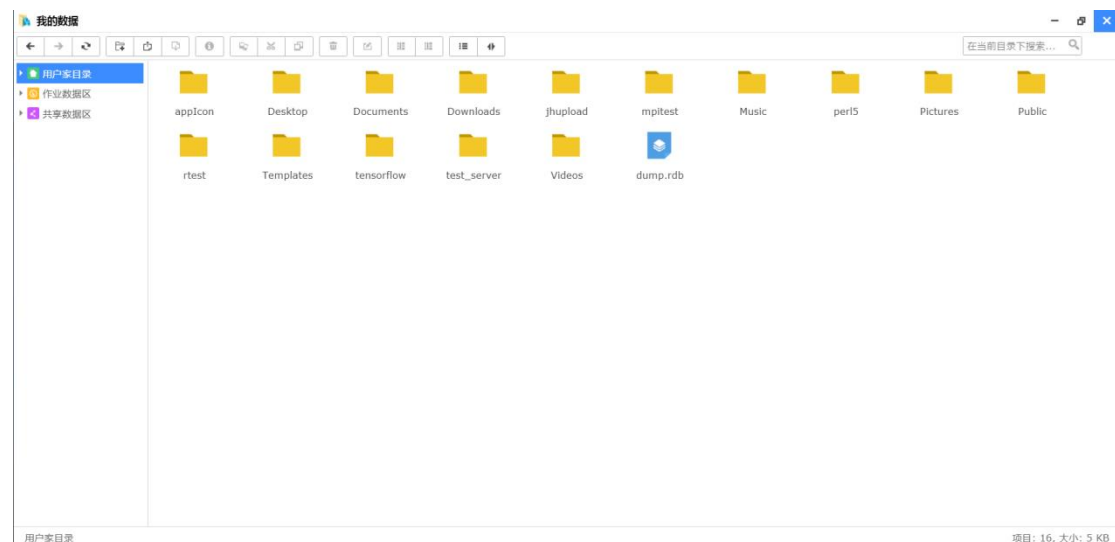 我的数据
在当前目录下搜索...
用户家目录
作业数据区
共享数据区
appIcon Desktop Documents Downloads jhupload mpitest Music perl5 Pictures Public
rtest Templates tensorflow test_server Videos dump.rdb
用户家目录 项目: 16, 大小: 5 KB